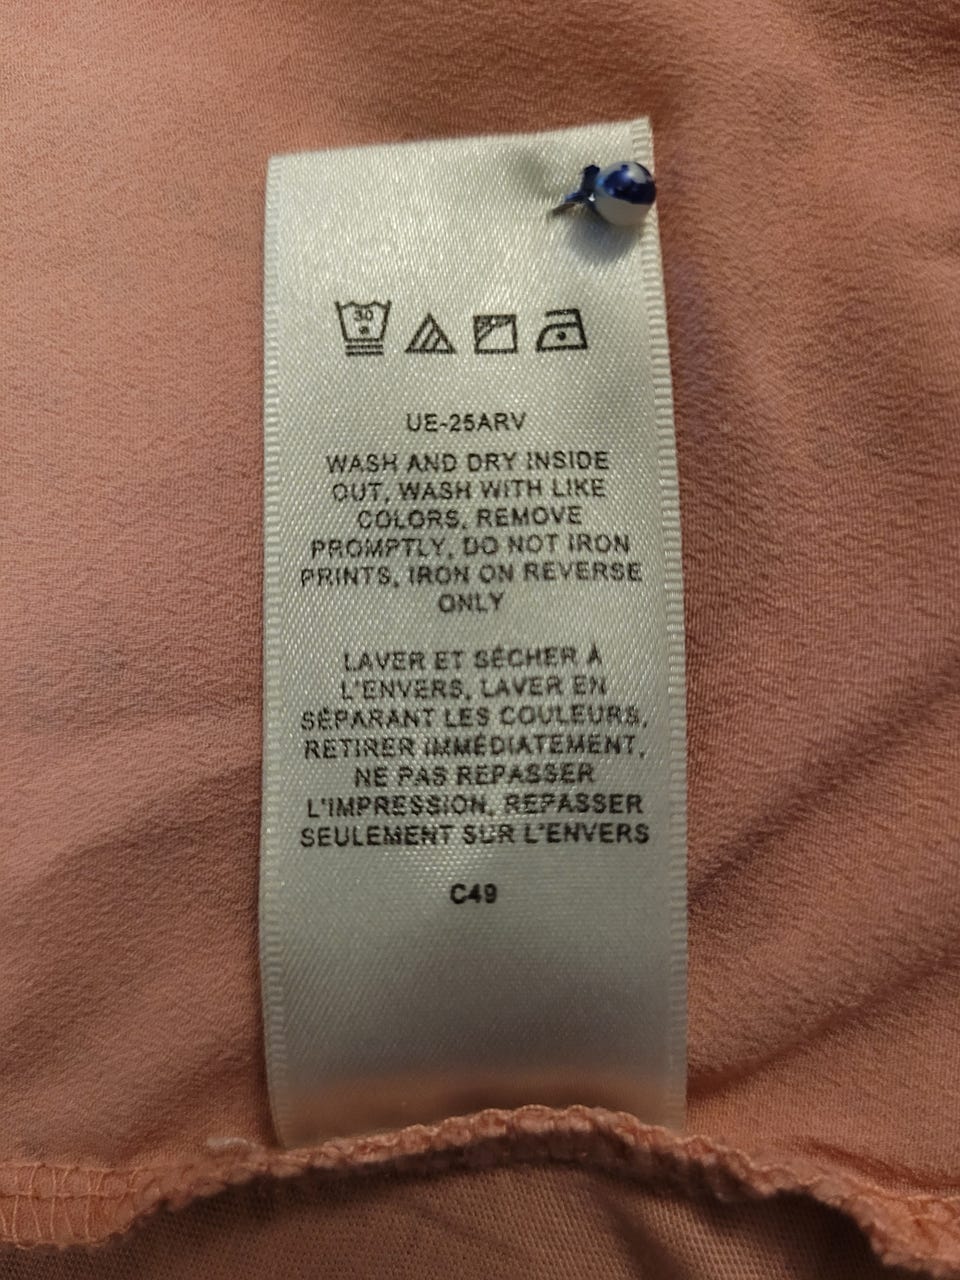 30
UE-25ARV
WASH AND DRY INSIDE
OUT, WASH WITH LIKE
COLORS, REMOVE
PROMPTLY, DO NOT IRON
PRINTS, IRON ON REVERSE
ONLY
LAVER ET SÉCHER À
L'ENVERS, LAVER EN
SÉPARANT LES COULEURS,
RETIRER IMMÉDIATEMENT,
NE PAS REPASSER
L'IMPRESSION, REPASSER
SEULEMENT SUR L'ENVERS
C49